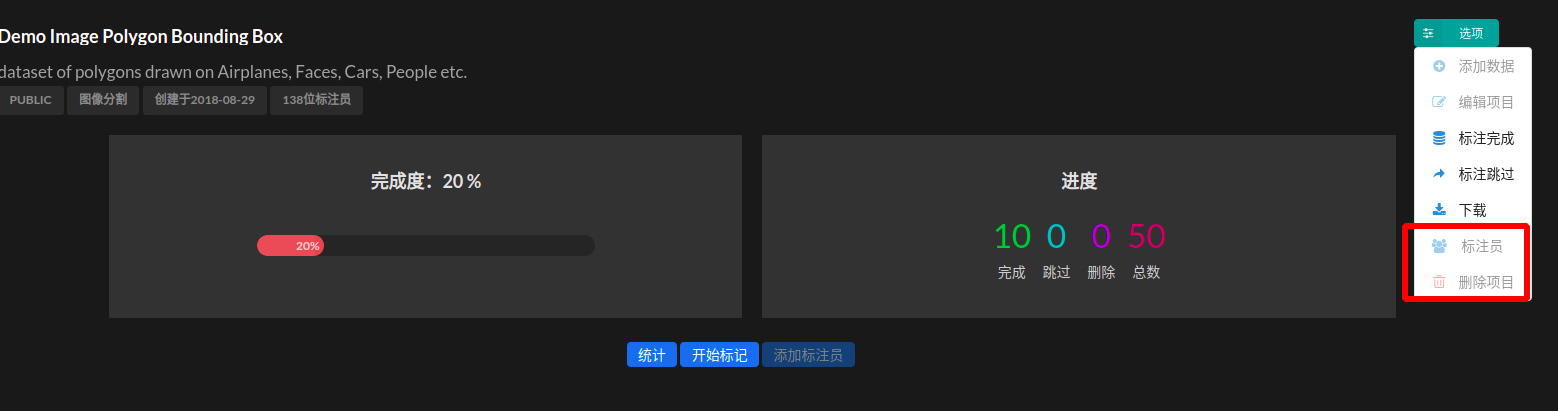 Demo Image Polygon Bounding Box
dataset of polygons drawn on Airplanes, Faces, Cars, People etc.
PUBLIC 图像分割 创建于2018-08-29 138位标注员
完成度：20 %
20%
进度
10 0 0 50
完成 跳过 删除 总数
统计 开始标记 添加标注员
选项
添加数据
编辑项目
标注完成
标注跳过
下载
标注员
删除项目